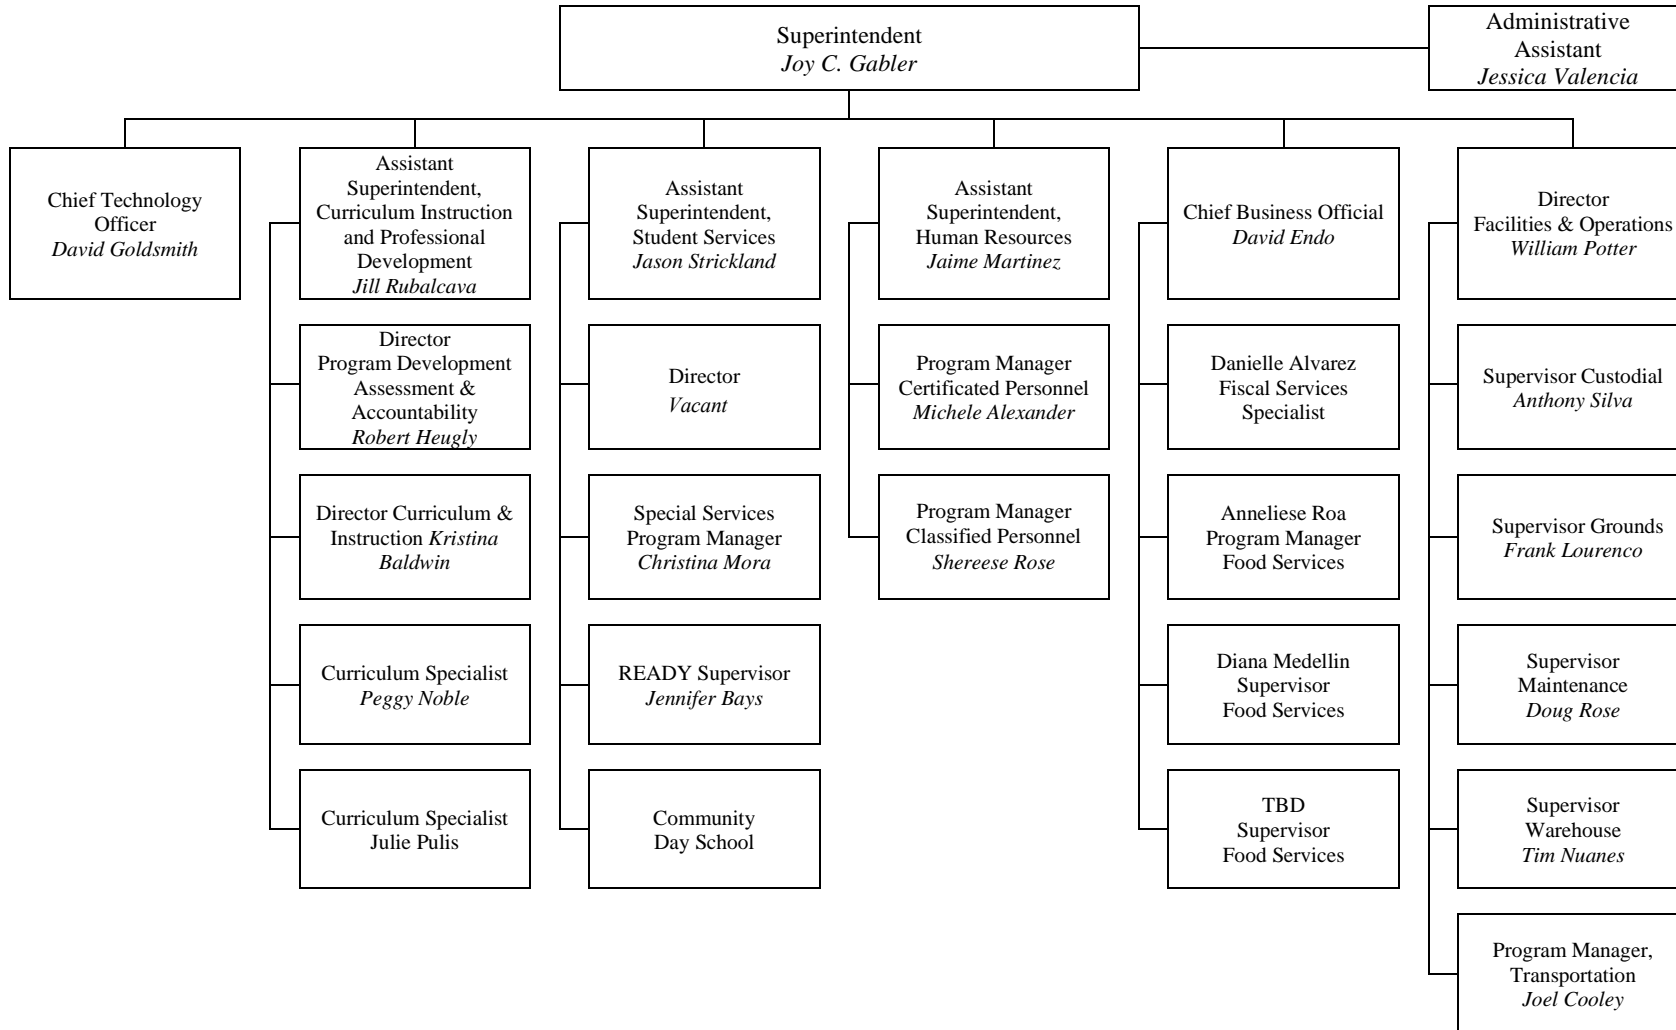 Superintendent
Joy C. Gabler
Administrative
Assistant
Jessica Valencia
Chief Technology
Officer
David Goldsmith
Assistant
Superintendent,
Curriculum Instruction
and Professional
Development
Jill Rubalcava
Assistant
Superintendent,
Student Services
Jason Strickland
Assistant
Superintendent,
Human Resources
Jaime Martinez
Chief Business Official
David Endo
Director
Facilities & Operations
William Potter
Director
Program Development
Assessment &
Accountability
Robert Heugly
Director
Vacant
Program Manager
Certificated Personnel
Michele Alexander
Danielle Alvarez
Fiscal Services
Specialist
Supervisor Custodial
Anthony Silva
Director Curriculum &
Instruction Kristina
Baldwin
Special Services
Program Manager
Christina Mora
Program Manager
Classified Personnel
Shereese Rose
Anneliese Roa
Program Manager
Food Services
Supervisor Grounds
Frank Lourenco
Curriculum Specialist
Peggy Noble
READY Supervisor
Jennifer Bays
Diana Medellin
Supervisor
Food Services
Supervisor
Maintenance
Doug Rose
Curriculum Specialist
Julie Pulis
Community
Day School
TBD
Supervisor
Food Services
Supervisor
Warehouse
Tim Nuanes
Program Manager,
Transportation
Joel Cooley